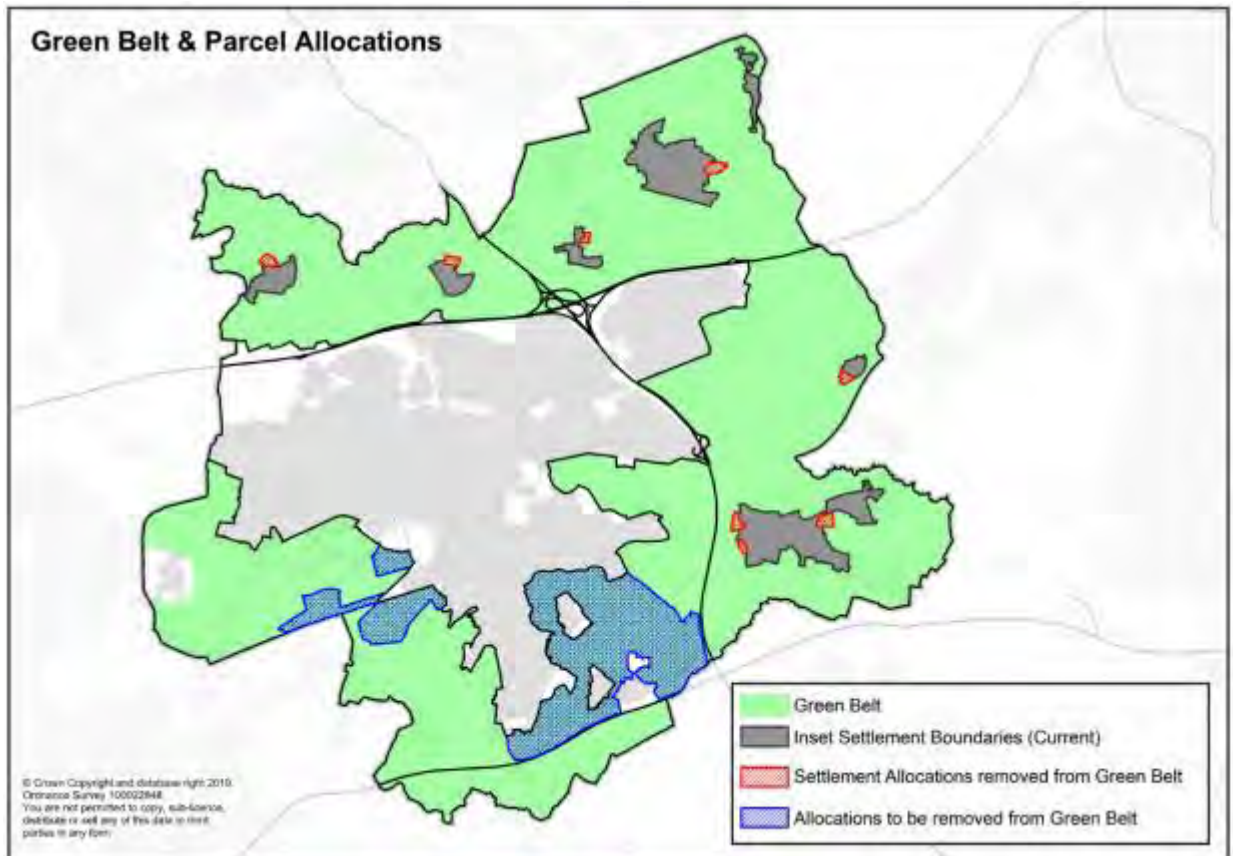 Green Belt & Parcel Allocations
Green Belt
Inset Settlement Boundaries (Current)
Settlement Allocations removed from Green Belt
Allocations to be removed from Green Belt
© Crown Copyright and database right 2019.
Ordnance Survey
You are not permitted to copy, sub-licence,
distribute or sell any of this data to third
parties in any form